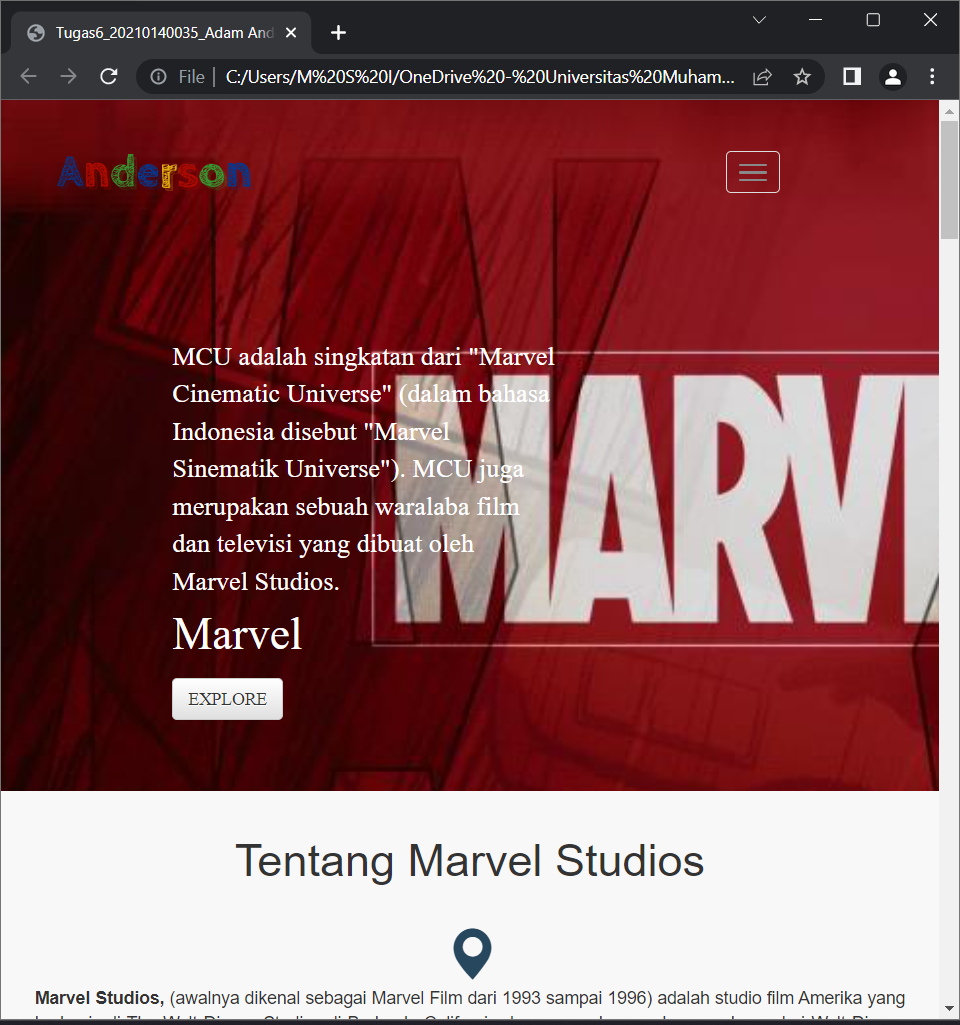 Tugas6_20210140035_Adam And
File
C:/Users/M%20S%20I/OneDrive%20-%20Universitas%20Muham...
Anderson
MCU adalah singkatan dari "Marvel
Cinematic Universe" (dalam bahasa
Indonesia disebut "Marvel
Sinematik Universe"). MCU juga
merupakan sebuah waralaba film
dan televisi yang dibuat oleh
Marvel Studios.
MARV
Marvel
EXPLORE
Tentang Marvel Studios
Marvel Studios, (awalnya dikenal sebagai Marvel Film dari 1993 sampai 1996) adalah studio film Amerika yang